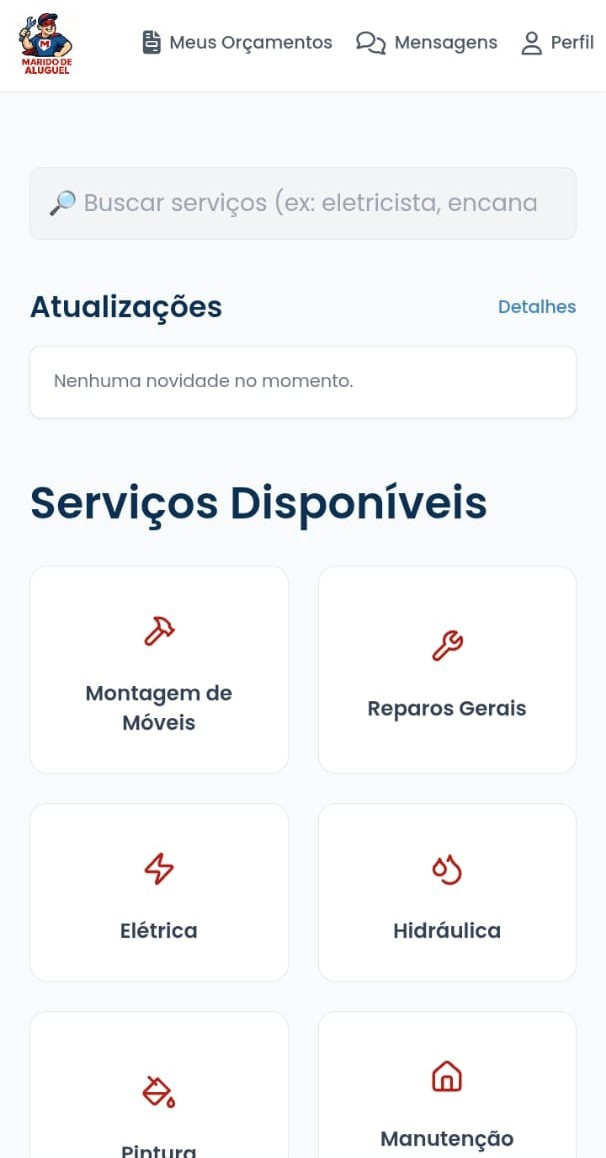 M
MARIDO DE
ALUGUEL
Meus Orçamentos
Mensagens
Perfil
Buscar serviços (ex: eletricista, encana
Atualizações
Detalhes
Nenhuma novidade no momento.
Serviços Disponíveis
Montagem de
Móveis
Reparos Gerais
Elétrica
Hidráulica
Pintura
Manutenção